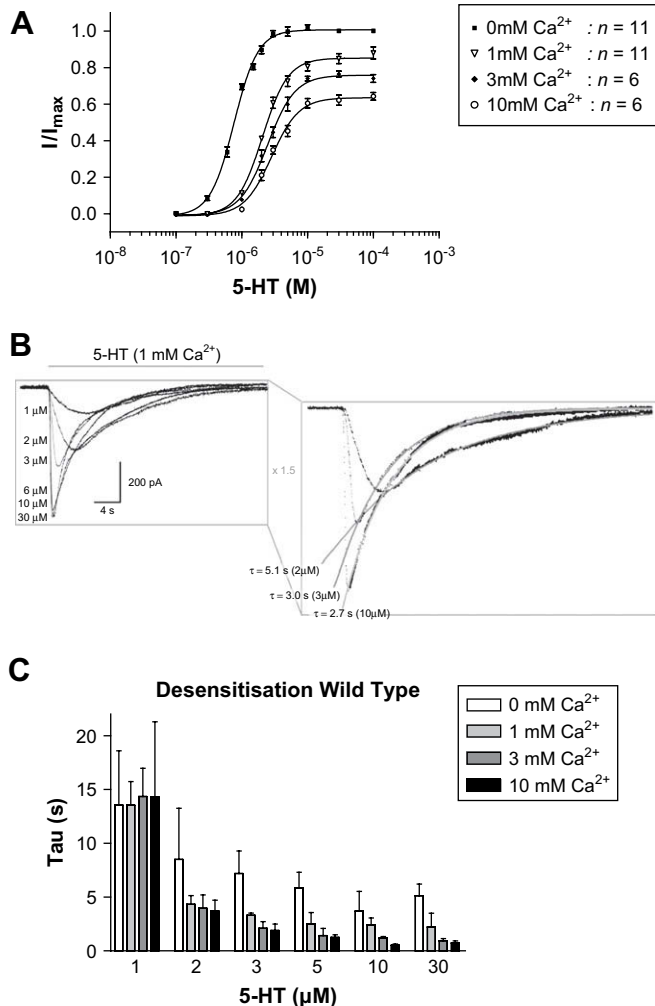 A
I/Imax
1.0
0.8
0.6
0.4
0.2
0.0
10-8 10-7 10-6 10-5 10-4 10-3
5-HT (M)
0mM Ca2+ : n = 11
1mM Ca2+ : n = 11
3mM Ca2+ : n = 6
10mM Ca2+ : n = 6
B
5-HT (1 mM Ca2+)
1 μM
2 μM
3 μM
6 μM
10 μM
30 μM
200 pA
4 s
x 1.5
τ = 5.1 s (2μM)
τ = 3.0 s (3μM)
τ = 2.7 s (10μM)
C
Desensitisation Wild Type
0 mM Ca2+
1 mM Ca2+
3 mM Ca2+
10 mM Ca2+
Tau (s)
20
15
10
5
0
1 2 3 5 10 30
5-HT (μM)